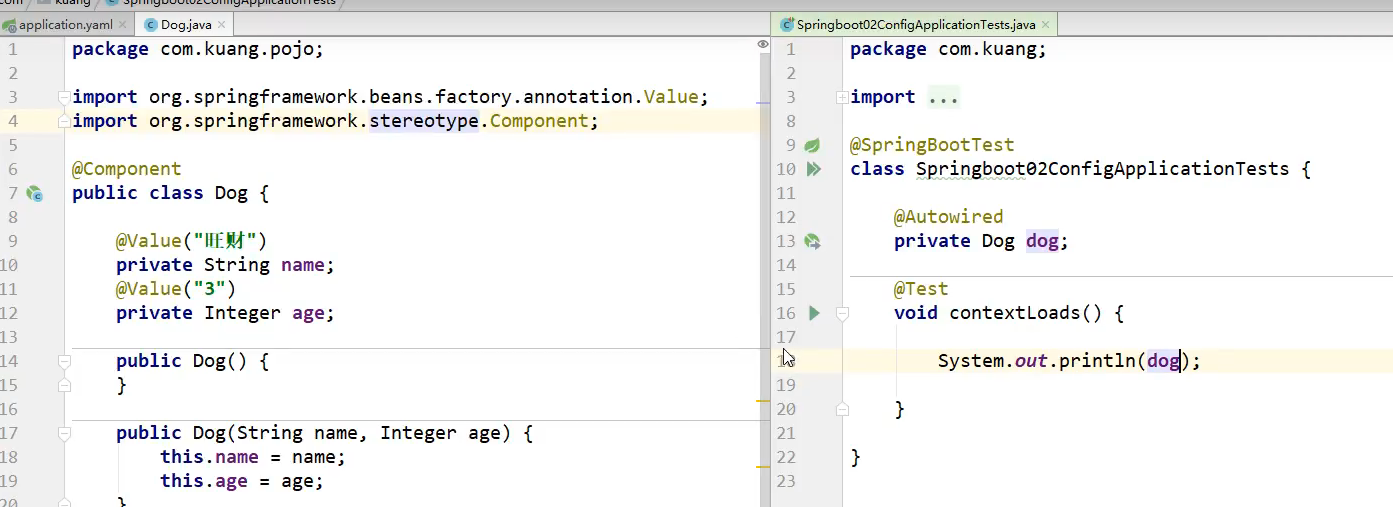 kuang
Springboot02ConfigApplicationTests
application.yaml
Dog.java
1 package com.kuang.pojo;
2
3 import org.springframework.beans.factory.annotation.Value;
4 import org.springframework.stereotype.Component;
5
6 @Component
7 public class Dog {
8
9 @Value("旺财")
10 private String name;
11 @Value("3")
12 private Integer age;
13
14 public Dog() {
15 }
16
17 public Dog(String name, Integer age) {
18 this.name = name;
19 this.age = age;
20 }
Springboot02ConfigApplicationTests.java
1 package com.kuang;
2
3 import ...
8
9 @SpringBootTest
10 class Springboot02ConfigApplicationTests {
11
12 @Autowired
13 private Dog dog;
14
15 @Test
16 void contextLoads() {
17
System.out.println(dog);
19
20 }
21
22 }
23